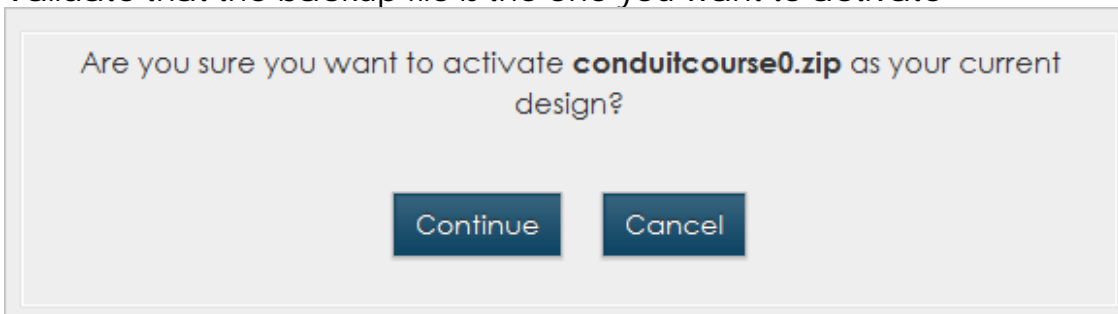 Validate that the backup file is the one you want to activate
Are you sure you want to activate conduitcourse0.zip as your current
design?
Continue Cancel